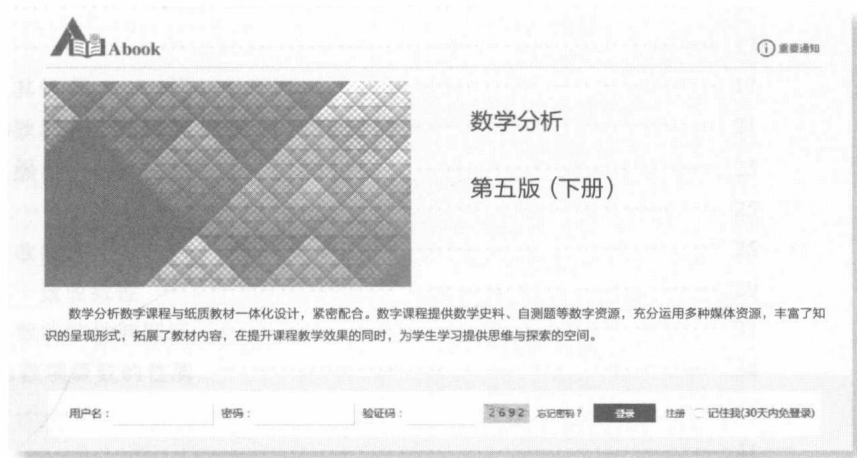 Abook
重要通知
数学分析
第五版（下册）
数学分析数字课程与纸质教材一体化设计，紧密配合。数字课程提供数学史料、自测题等数字资源，充分运用多种媒体资源，丰富了知
识的呈现形式，拓展了教材内容，在提升课程教学效果的同时，为学生学习提供思维与探索的空间。
用户名： 密码： 验证码： 2692 忘记密码？ 登录 注册 记住我(30天内免登录)